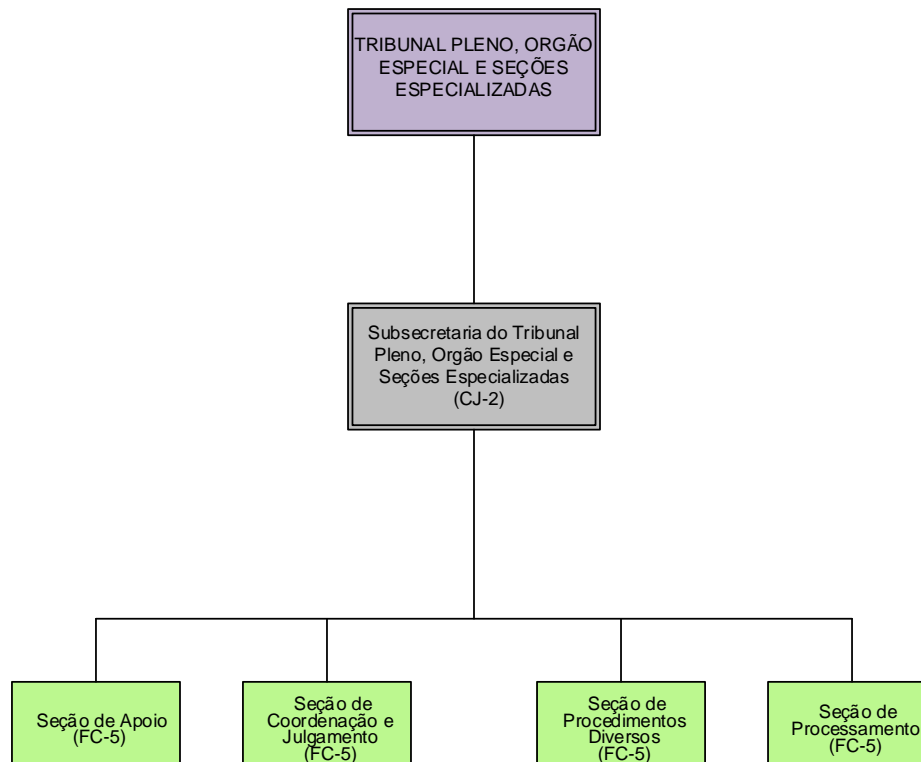 TRIBUNAL PLENO, ORGÃO
ESPECIAL E SEÇÕES
ESPECIALIZADAS
Subsecretaria do Tribunal
Pleno, Orgão Especial e
Seções Especializadas
(CJ-2)
Seção de Apoio
(FC-5)
Seção de
Coordenação e
Julgamento
(FC-5)
Seção de
Procedimentos
Diversos
(FC-5)
Seção de
Processamento
(FC-5)